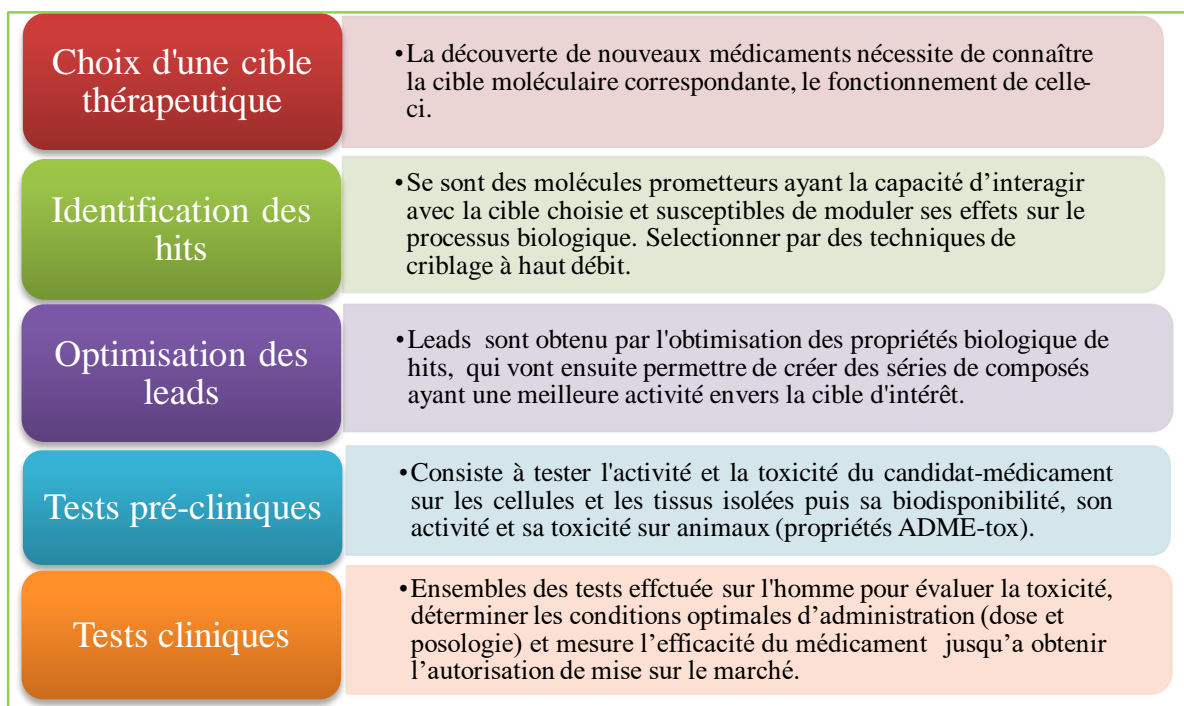 Choix d'une cible
thérapeutique
•La découverte de nouveaux médicaments nécessite de connaître
la cible moléculaire correspondante, le fonctionnement de celle-
ci.
Identification des
hits
•Se sont des molécules prometteurs ayant la capacité d’interagir
avec la cible choisie et susceptibles de moduler ses effets sur le
processus biologique. Selectionner par des techniques de
criblage à haut débit.
Optimisation des
leads
•Leads sont obtenu par l'obtimisation des propriétés biologique de
hits, qui vont ensuite permettre de créer des séries de composés
ayant une meilleure activité envers la cible d'intérêt.
Tests pré-cliniques
•Consiste à tester l'activité et la toxicité du candidat-médicament
sur les cellules et les tissus isolées puis sa biodisponibilité, son
activité et sa toxicité sur animaux (propriétés ADME-tox).
Tests cliniques
•Ensembles des tests effctuée sur l'homme pour évaluer la toxicité,
déterminer les conditions optimales d’administration (dose et
posologie) et mesure l’efficacité du médicament jusqu’a obtenir
l’autorisation de mise sur le marché.